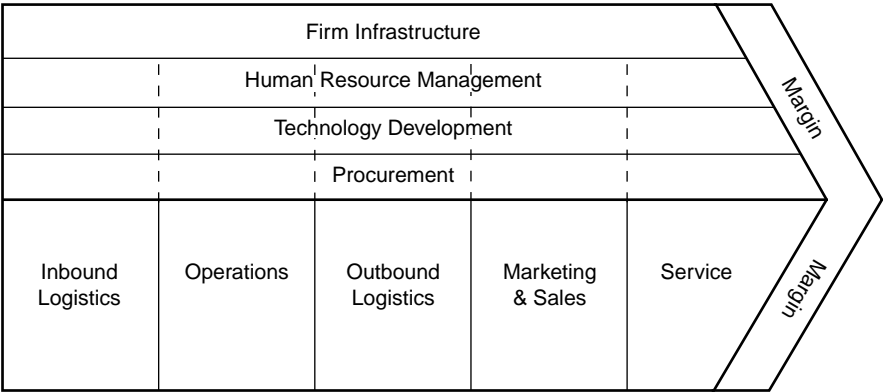 Firm Infrastructure
Human Resource Management
Technology Development
Procurement
Margin
Inbound
Logistics
Operations
Outbound
Logistics
Marketing
& Sales
Service
Margin